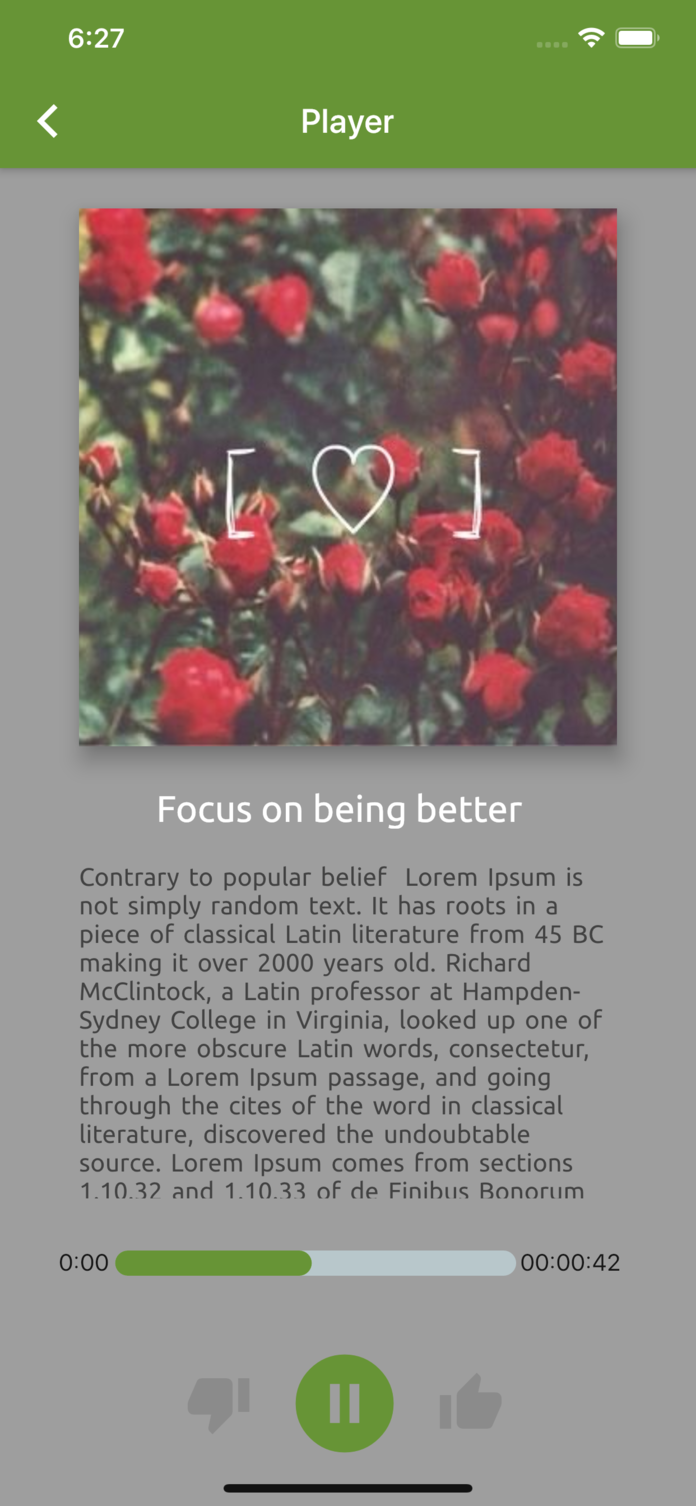 6:27
Player
[ ♡ ]
Focus on being better
Contrary to popular belief  Lorem Ipsum is
not simply random text. It has roots in a
piece of classical Latin literature from 45 BC
making it over 2000 years old. Richard
McClintock, a Latin professor at Hampden-
Sydney College in Virginia, looked up one of
the more obscure Latin words, consectetur,
from a Lorem Ipsum passage, and going
through the cites of the word in classical
literature, discovered the undoubtable
source. Lorem Ipsum comes from sections
1.10.32 and 1.10.33 of de Finibus Bonorum
0:00 00:00:42